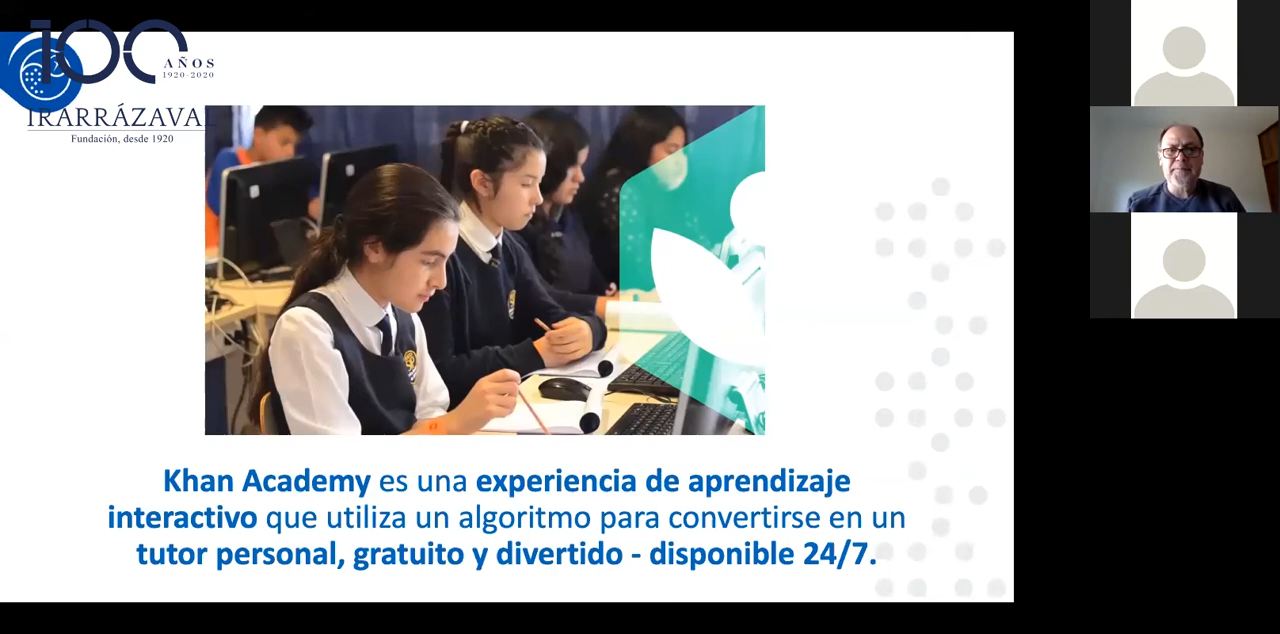 100
AÑOS
1920-2020
IRARRÁZAVAL
Fundación, desde 1920
Khan Academy es una experiencia de aprendizaje
interactivo que utiliza un algoritmo para convertirse en un
tutor personal, gratuito y divertido - disponible 24/7.